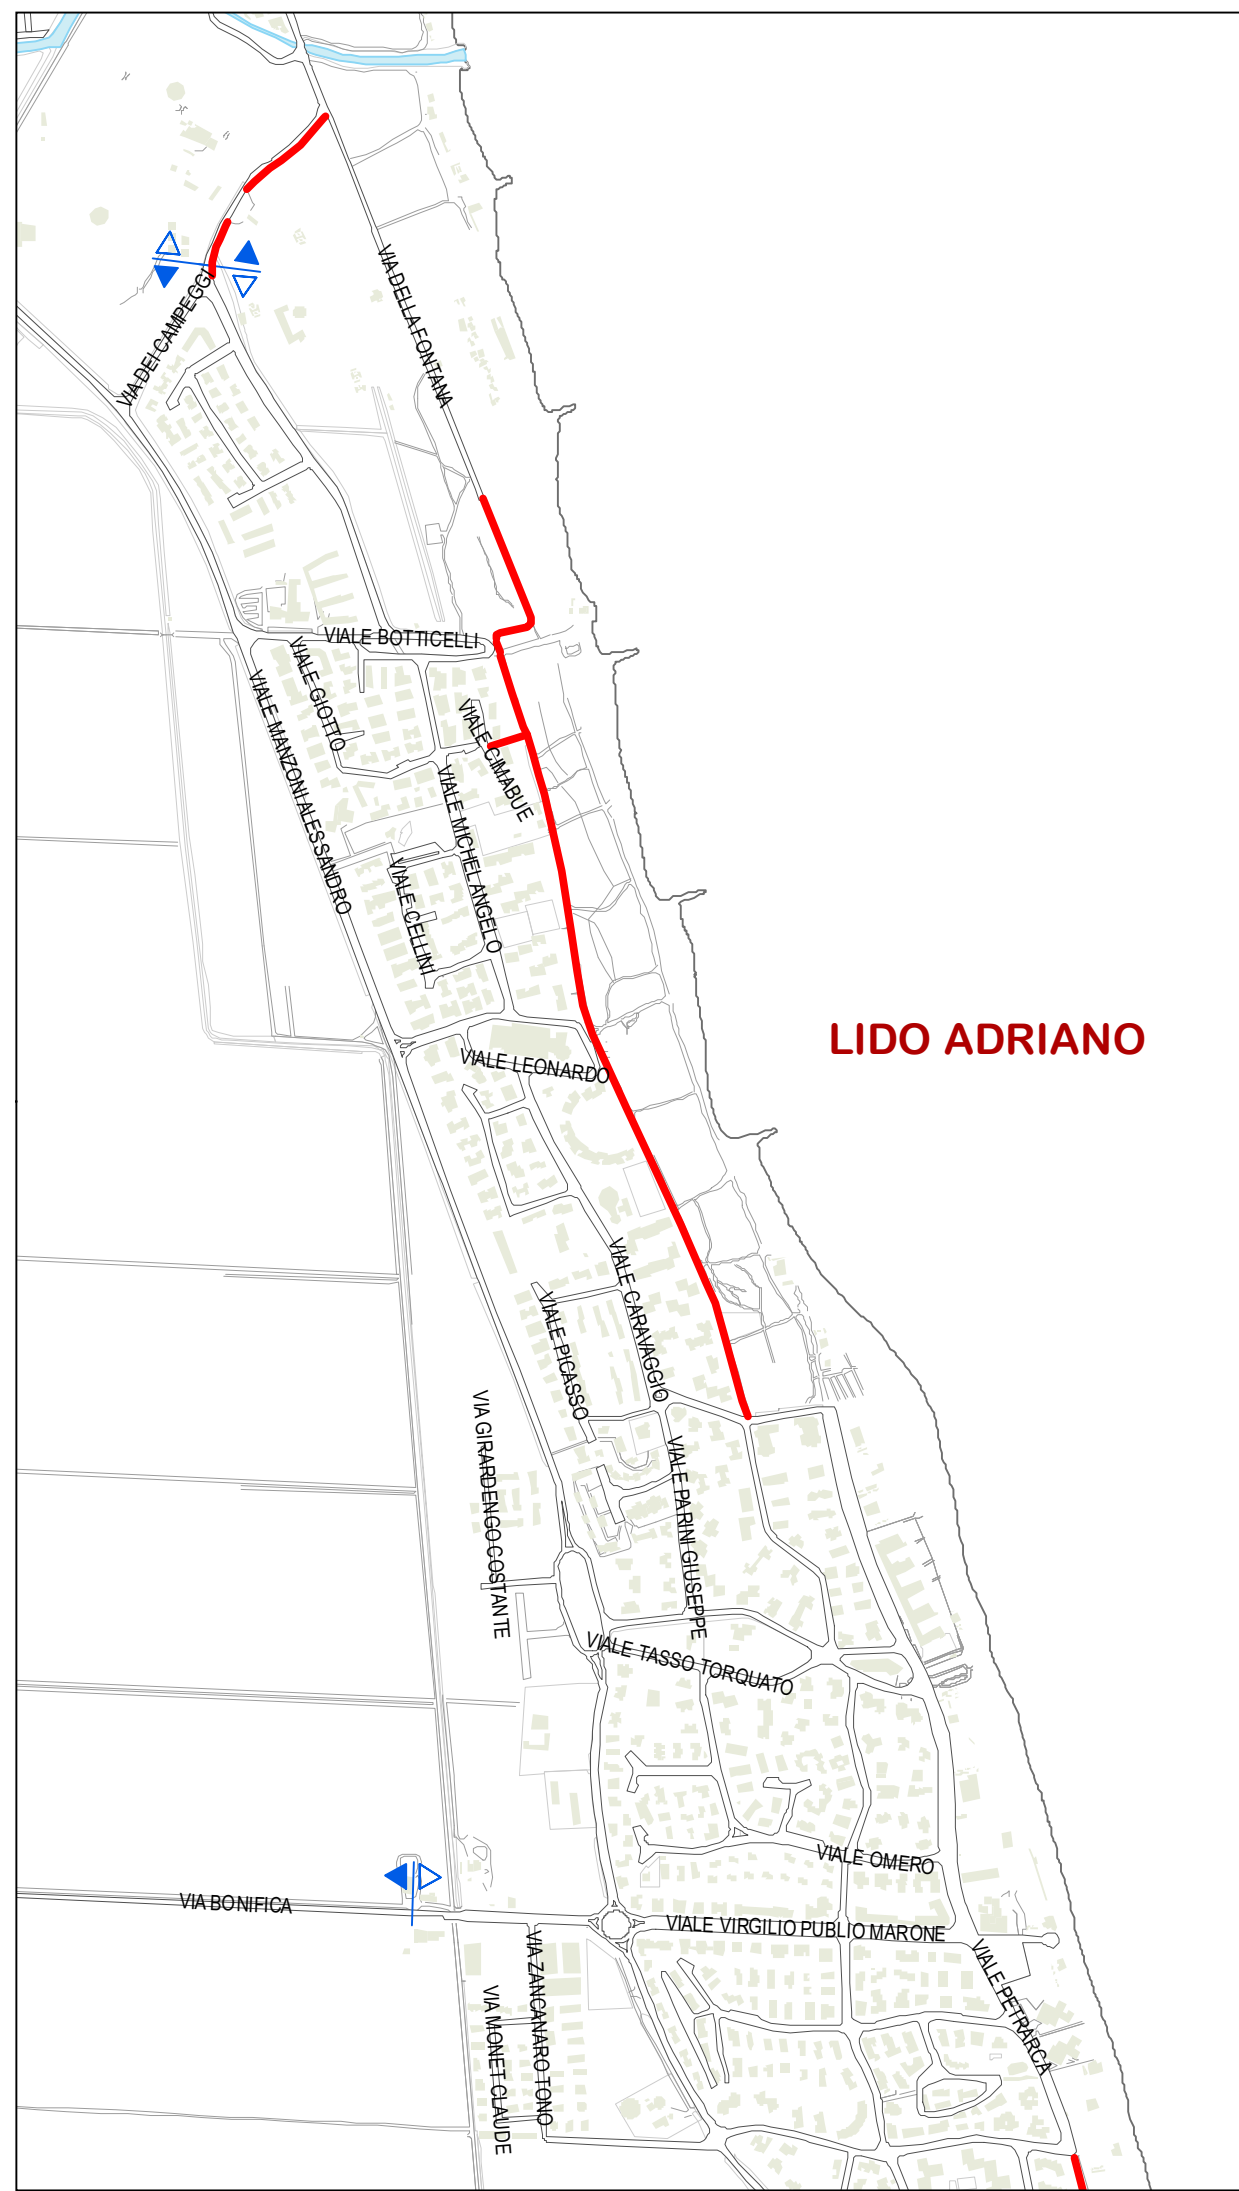 VIA DEI CAMPEGGI
VIA DELLA FONTANA
VIALE BOTTICELLI
VIALE GIOTTO
VIALE MANZONI ALESSANDRO
VIALE CIMABUE
VIALE MICHELANGELO
VIALE CELLINI
LIDO ADRIANO
VIALE LEONARDO
VIALE CARAVAGGIO
VIALE PICASSO
VIA GIRARDENGO COSTANTE
VIALE PARINI GIUSEPPE
VIALE TASSO TORQUATO
VIALE OMERO
VIA BONIFICA
VIALE VIRGILIO PUBLIO MARONE
VIA ZANCANARO TONO
VIALE PETRARCA
VIA MONET CLAUDE